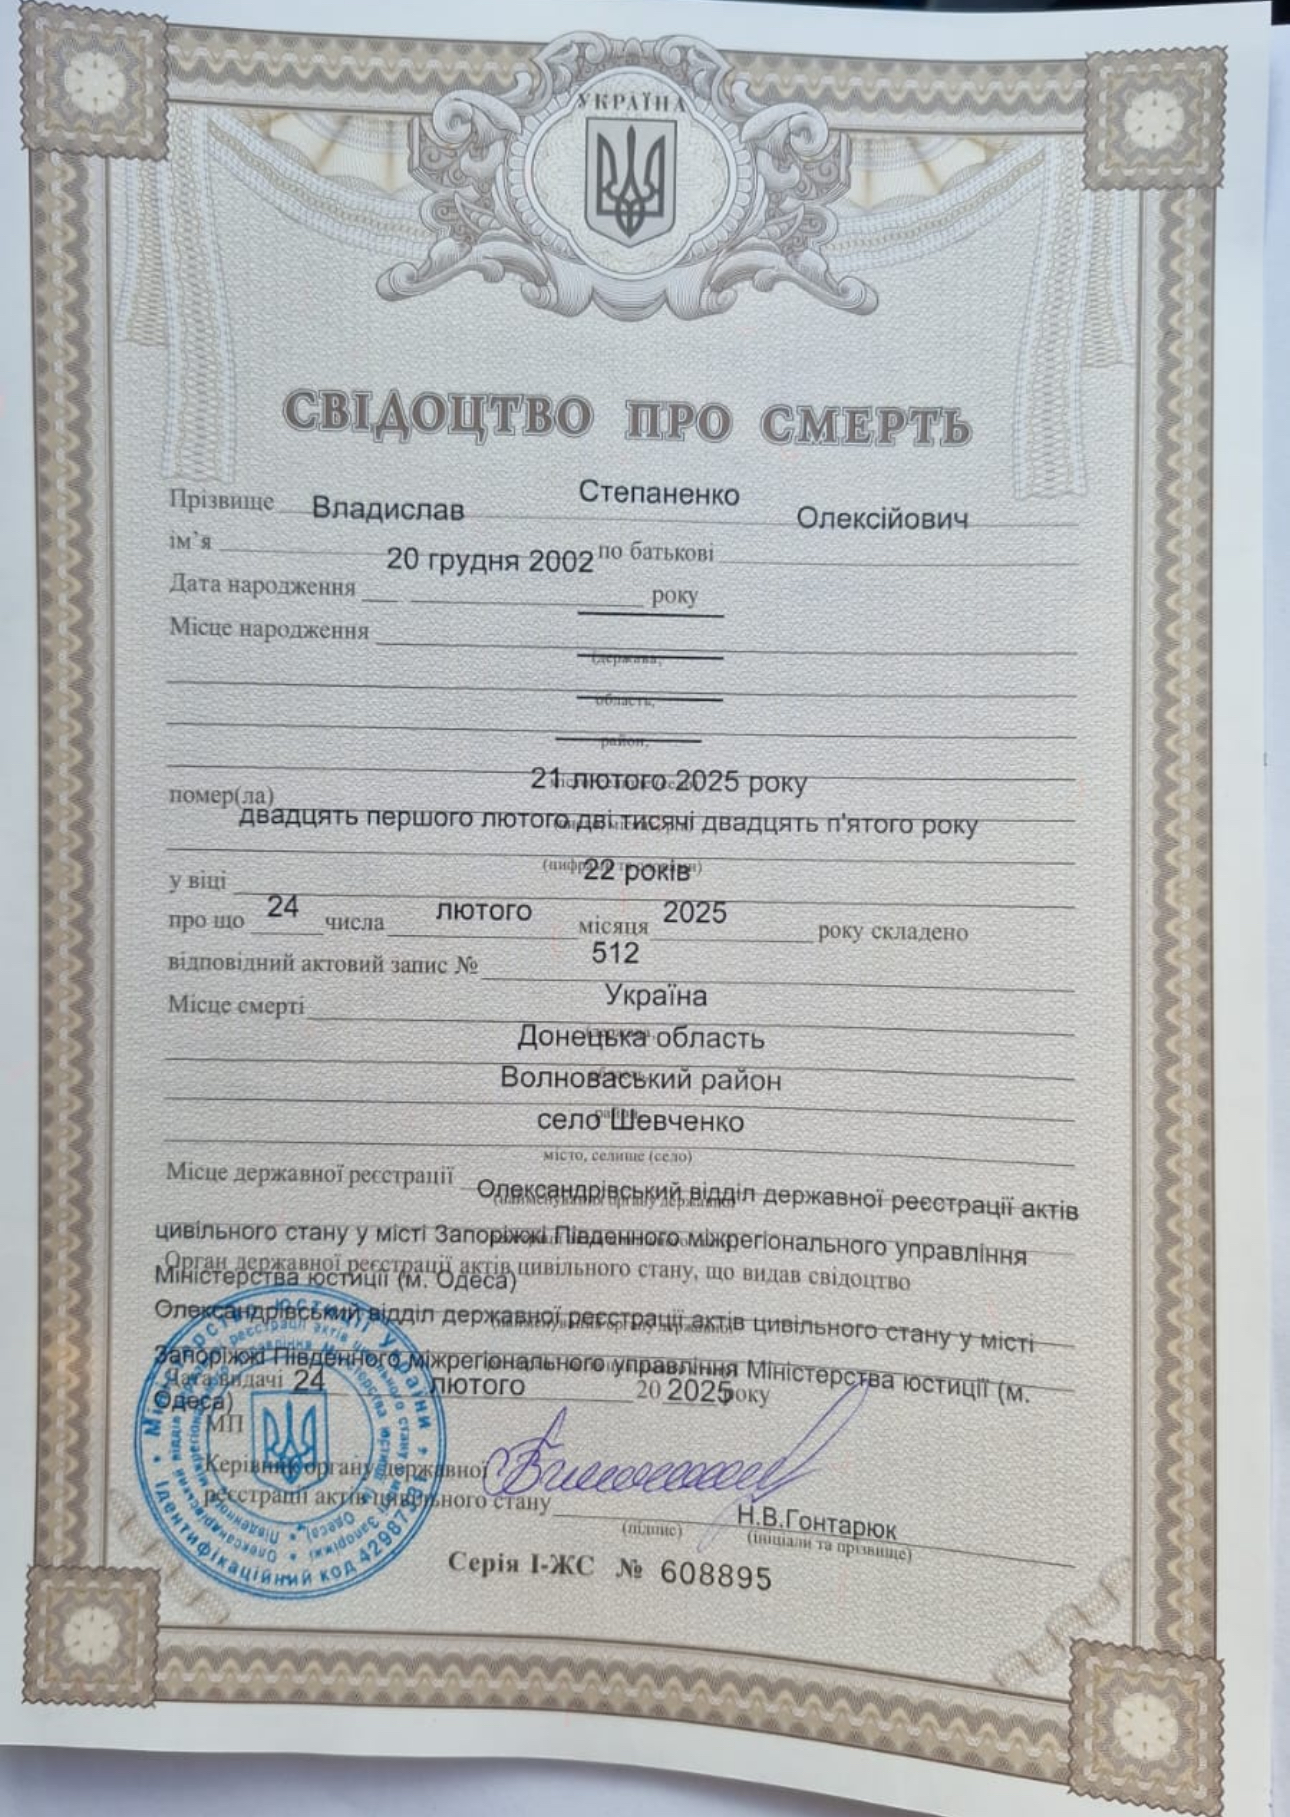 УКРАЇНА
СВІДОЦТВО ПРО СМЕРТЬ
Прізвище Степаненко
ім'я Владислав по батькові Олексійович
Дата народження 20 грудня 2002 року
Місце народження
(держава,
область,
район,
21 лютого 2025 року
помер(ла)
двадцять першого лютого дві тисячі двадцять п'ятого року
у віці 22 років
про що 24 числа лютого місяця 2025 року складено
відповідний актовий запис № 512
Місце смерті Україна
Донецька область
Волноваський район
село Шевченко
місто, селище (село)
Місце державної реєстрації Олександрівський відділ державної реєстрації актів
цивільного стану у місті Запоріжжі Південного міжрегіонального управління
Орган державної реєстрації актів цивільного стану, що видав свідоцтво
Міністерства юстиції (м. Одеса)
Олександрівський відділ державної реєстрації актів цивільного стану у місті
Запоріжжі Південного міжрегіонального управління Міністерства юстиції (м.
Одеса)
Дата видачі 24 лютого 20 2025 року
МП
Керівник органу державної
реєстрації актів цивільного стану Н.В.Гонтарюк
(підпис) (ініціали та прізвище)
Серія І-ЖС № 608895
Міністерство юстиції України
Ідентифікаційний код